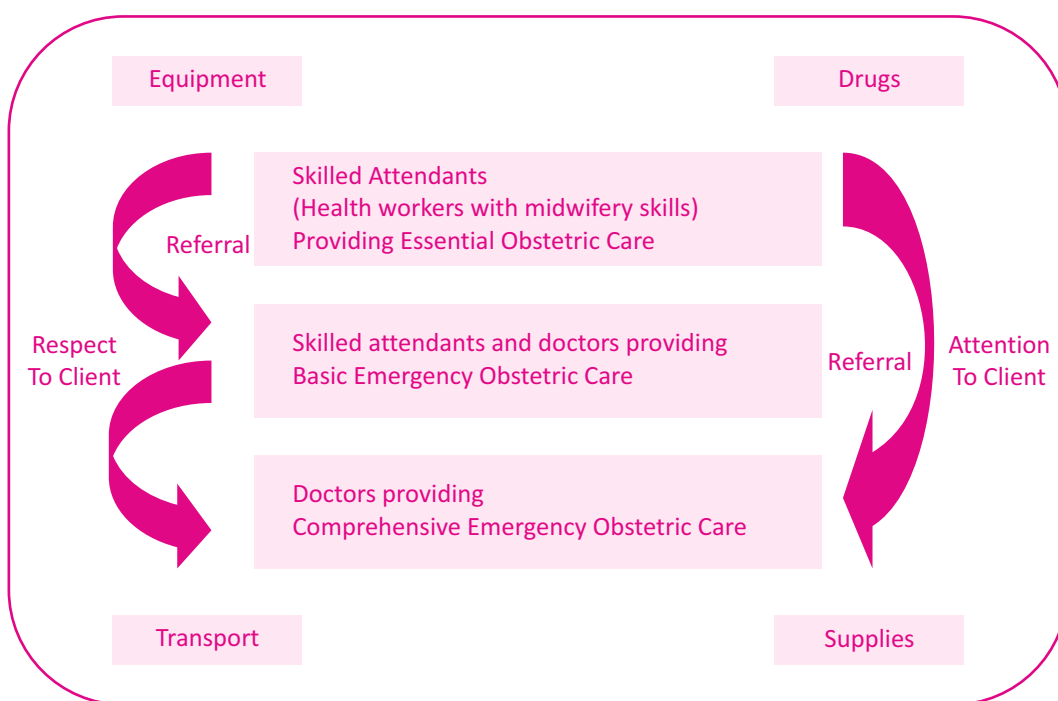 Equipment
Drugs
Skilled Attendants
(Health workers with midwifery skills)
Providing Essential Obstetric Care
Referral
Respect
To Client
Skilled attendants and doctors providing
Basic Emergency Obstetric Care
Referral
Attention
To Client
Doctors providing
Comprehensive Emergency Obstetric Care
Transport
Supplies